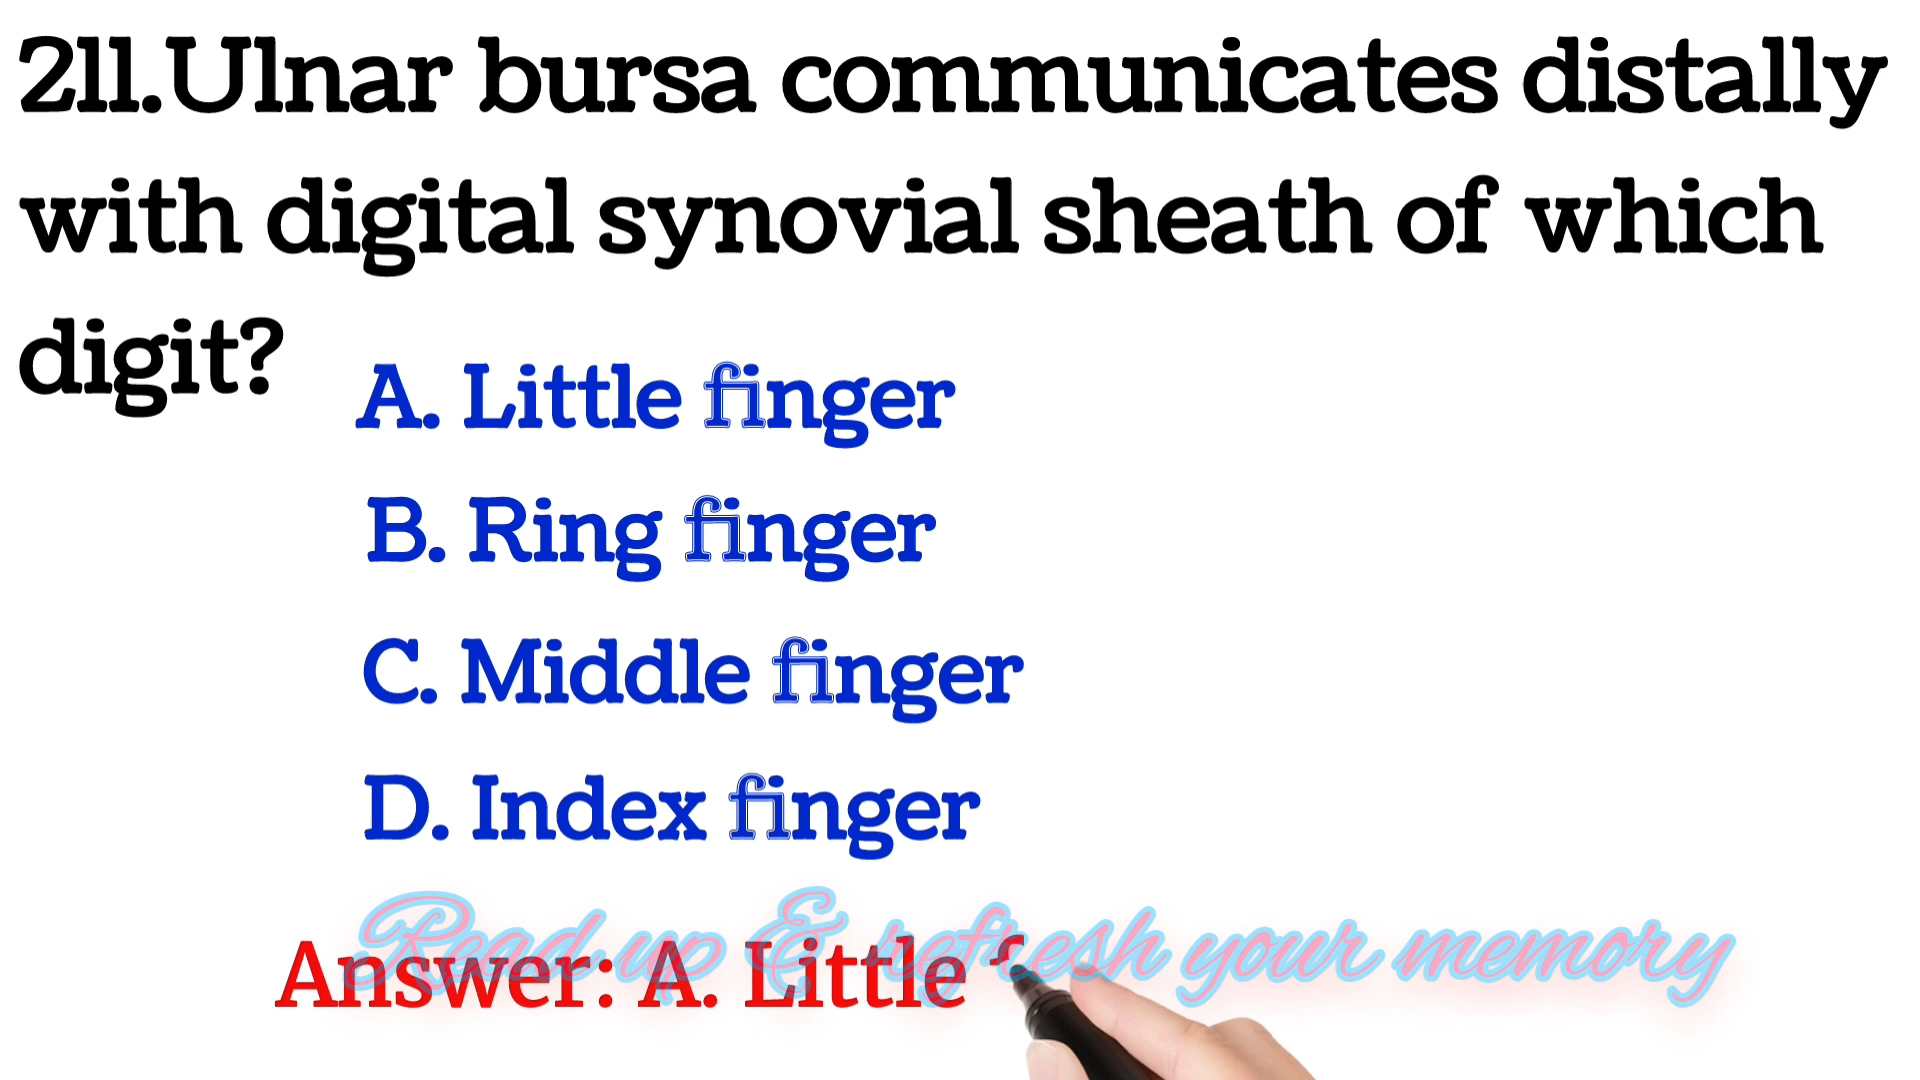 211.Ulnar bursa communicates distally
with digital synovial sheath of which
digit?
A. Little finger
B. Ring finger
C. Middle finger
D. Index finger
Read up & refresh your memory
Answer: A. Little